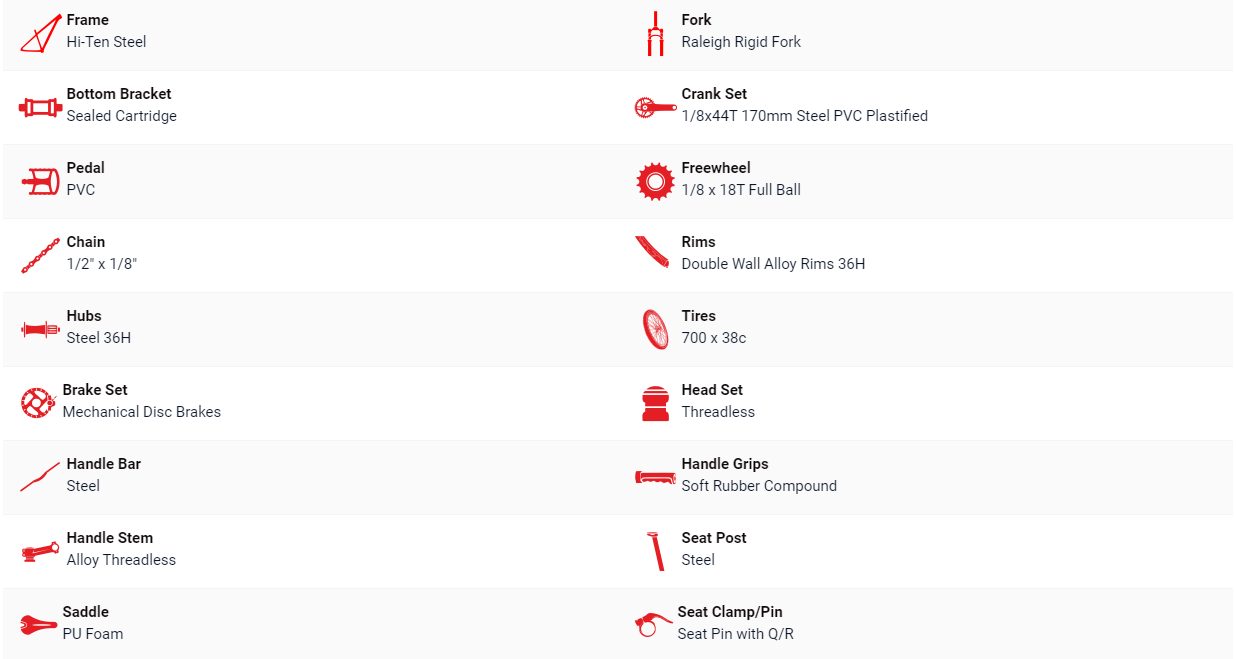 Frame
Hi-Ten Steel
Fork
Raleigh Rigid Fork
Bottom Bracket
Sealed Cartridge
Crank Set
1/8x44T 170mm Steel PVC Plastified
Pedal
PVC
Freewheel
1/8 x 18T Full Ball
Chain
1/2" x 1/8"
Rims
Double Wall Alloy Rims 36H
Hubs
Steel 36H
Tires
700 x 38c
Brake Set
Mechanical Disc Brakes
Head Set
Threadless
Handle Bar
Steel
Handle Grips
Soft Rubber Compound
Handle Stem
Alloy Threadless
Seat Post
Steel
Saddle
PU Foam
Seat Clamp/Pin
Seat Pin with Q/R